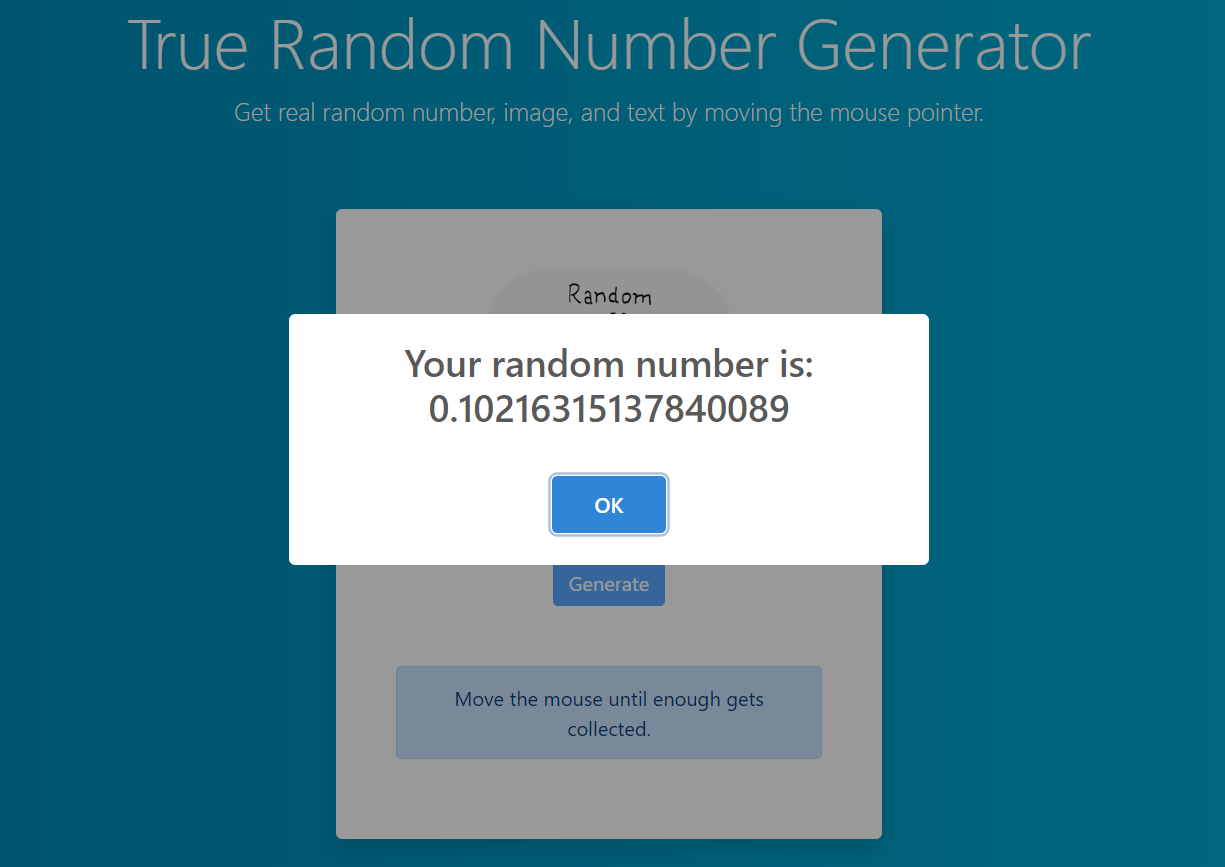 True Random Number Generator
Get real random number, image, and text by moving the mouse pointer.
Random
Your random number is:
0.10216315137840089
OK
Generate
Move the mouse until enough gets
collected.